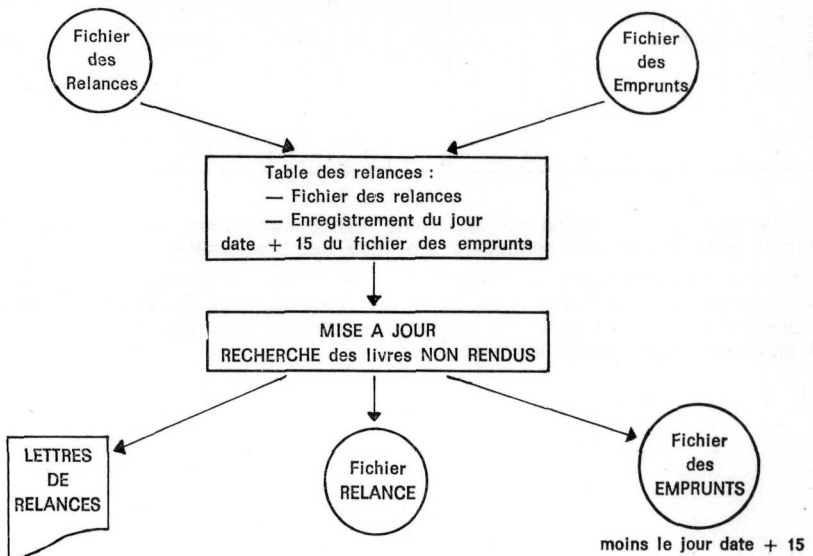 Fichier
des
Relances
Fichier
des
Emprunts
Table des relances :
— Fichier des relances
— Enregistrement du jour
date + 15 du fichier des emprunts
MISE A JOUR
RECHERCHE des livres NON RENDUS
LETTRES
DE
RELANCES
Fichier
RELANCE
Fichier
des
EMPRUNTS
moins le jour date + 15